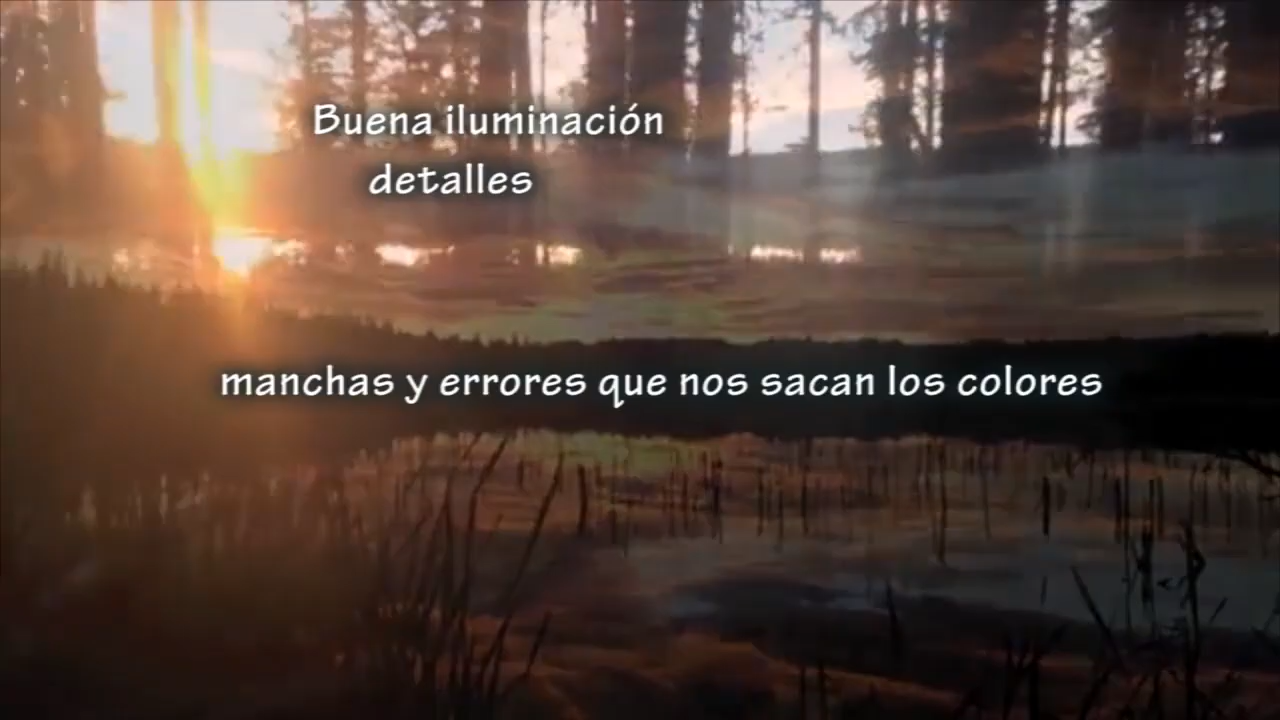 Buena iluminación
detalles
manchas y errores que nos sacan los colores